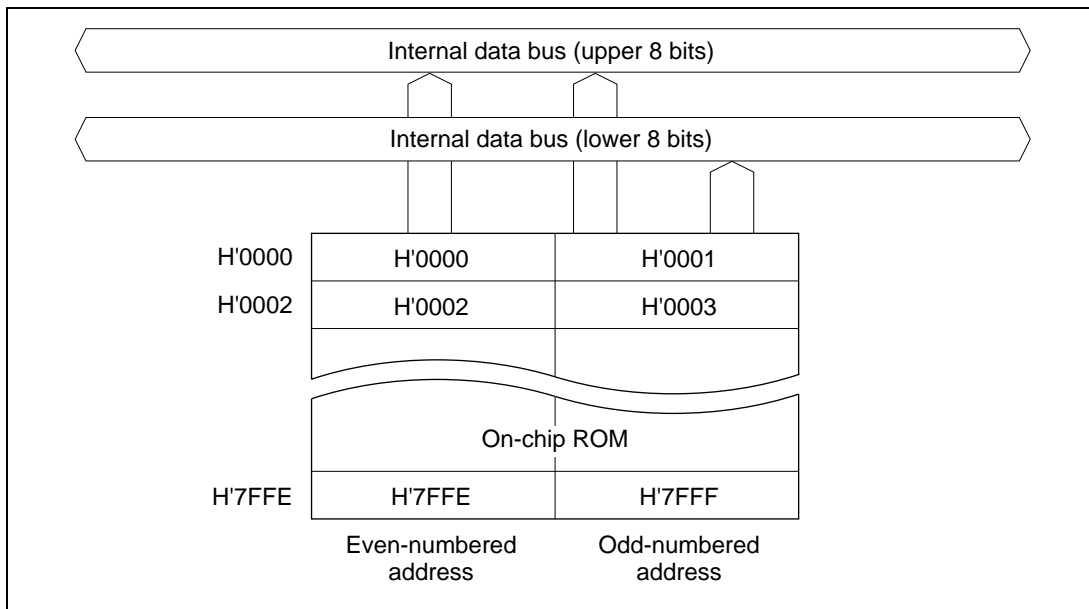 Internal data bus (upper 8 bits)
Internal data bus (lower 8 bits)
H'0000 H'0000 H'0001
H'0002 H'0002 H'0003
On-chip ROM
H'7FFE H'7FFE H'7FFF
Even-numbered Odd-numbered
address address